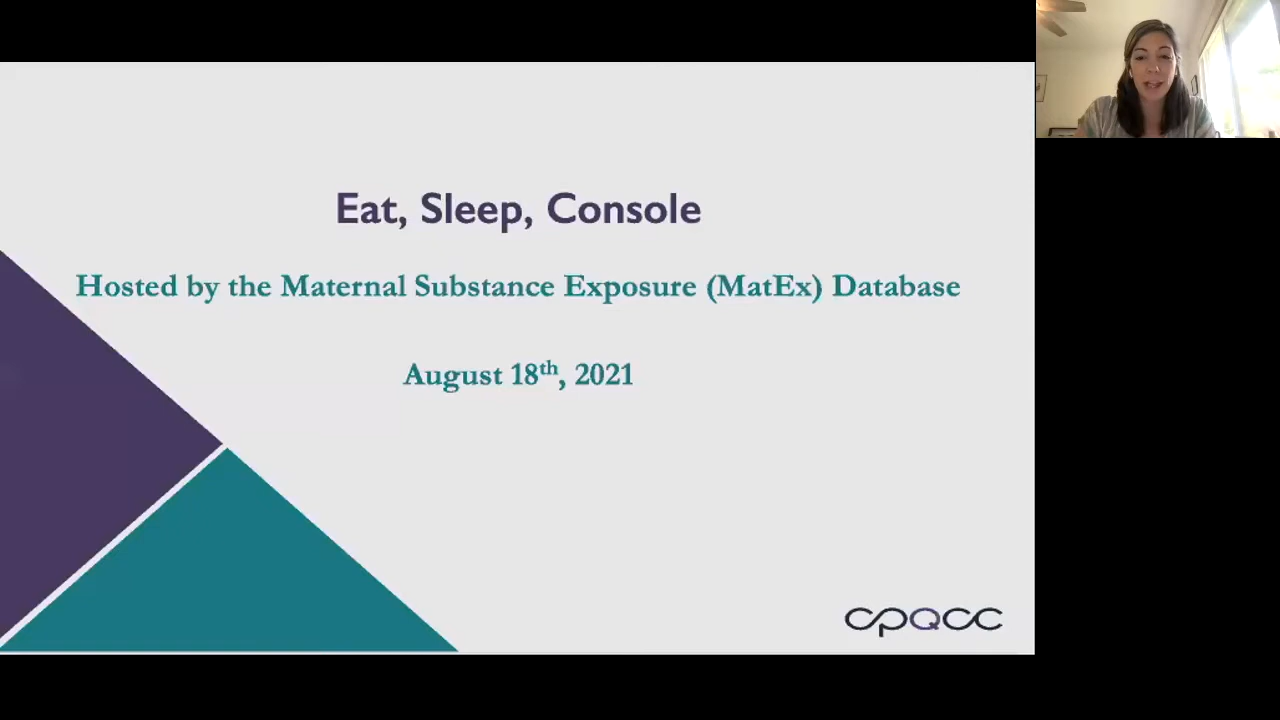 Eat, Sleep, Console
Hosted by the Maternal Substance Exposure (MatEx) Database
August 18th, 2021
cpqcc